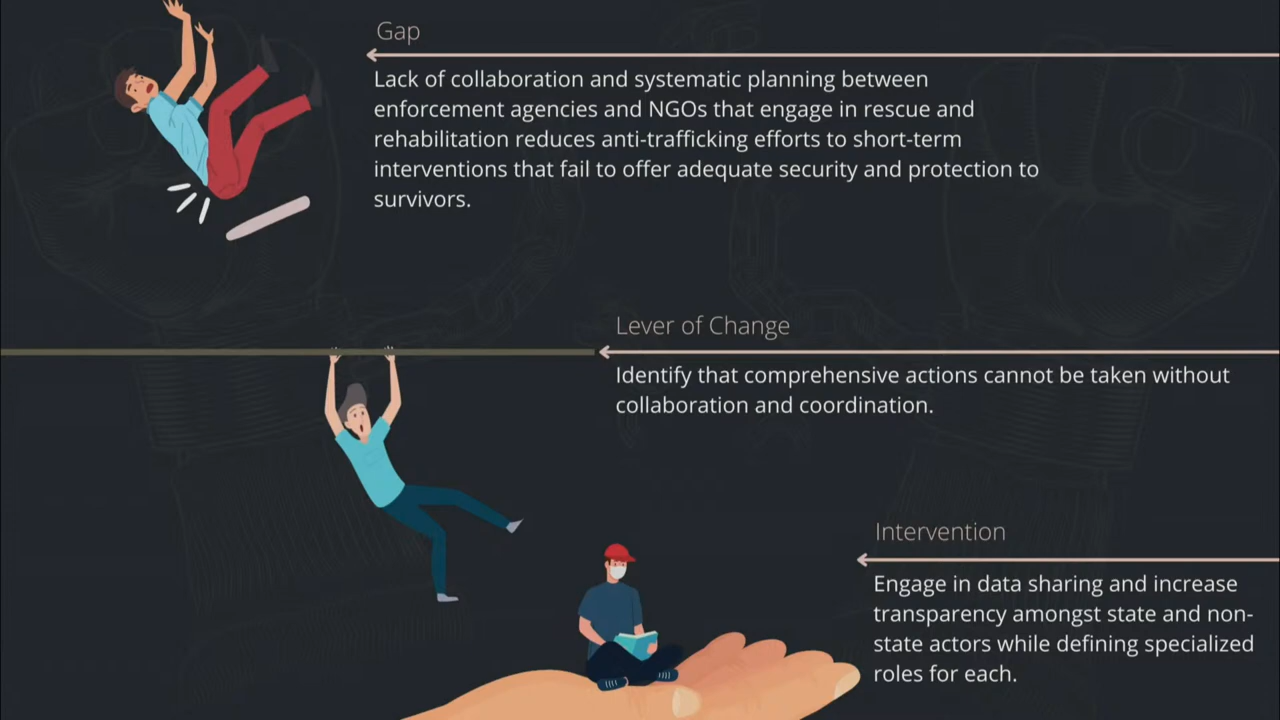 Gap
Lack of collaboration and systematic planning between
enforcement agencies and NGOs that engage in rescue and
rehabilitation reduces anti-trafficking efforts to short-term
interventions that fail to offer adequate security and protection to
survivors.
Lever of Change
Identify that comprehensive actions cannot be taken without
collaboration and coordination.
Intervention
Engage in data sharing and increase
transparency amongst state and non-
state actors while defining specialized
roles for each.